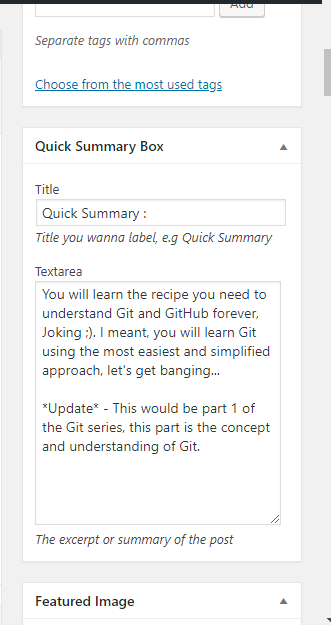 Add
Separate tags with commas
Choose from the most used tags
Quick Summary Box
Title
Quick Summary :
Title you wanna label, e.g Quick Summary
Textarea
You will learn the recipe you need to
understand Git and GitHub forever,
Joking ;). I meant, you will learn Git
using the most easiest and simplified
approach, let's get banging...
*Update* - This would be part 1 of
the Git series, this part is the concept
and understanding of Git.
The excerpt or summary of the post
Featured Image